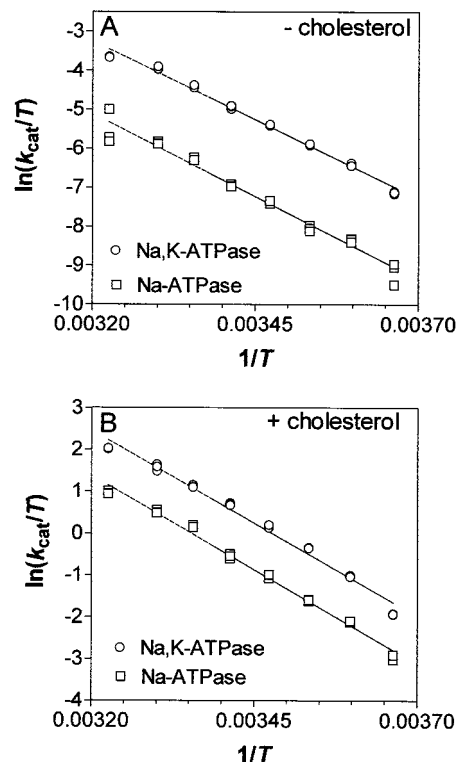 A
- cholesterol
-3
-4
-5
-6
-7
-8
-9
-10
ln(kcat/T)
Na,K-ATPase
Na-ATPase
0.00320
0.00345
0.00370
1/T
B
+ cholesterol
3
2
1
0
-1
-2
-3
-4
ln(kcat/T)
Na,K-ATPase
Na-ATPase
0.00320
0.00345
0.00370
1/T